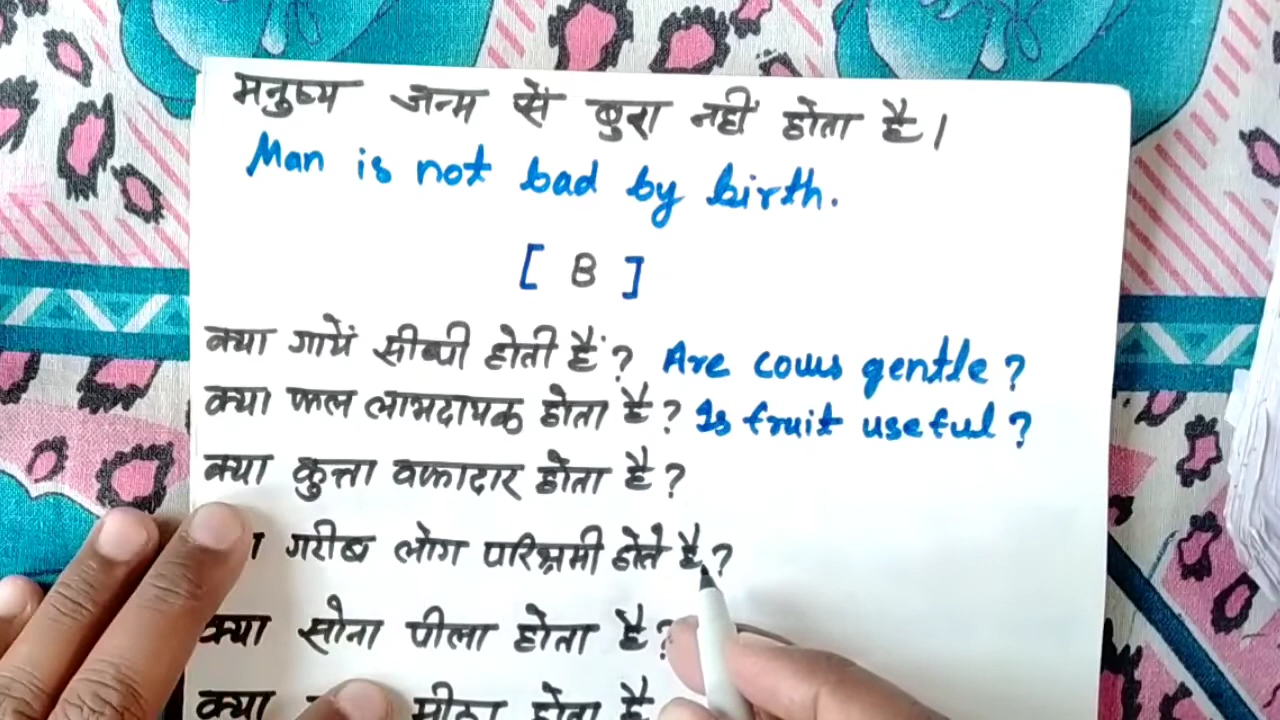 मनुष्य जन्म से बुरा नहीं होता है।
Man is not bad by birth.
[ B ]
क्या गायें सीधी होती हैं? Are cows gentle?
क्या फल लाभदायक होता है? Is fruit useful?
क्या कुत्ता वफादार होता है?
गरीब लोग परिश्रमी होते है?
क्या सोना पीला होता है?
क्या मीठा होता है